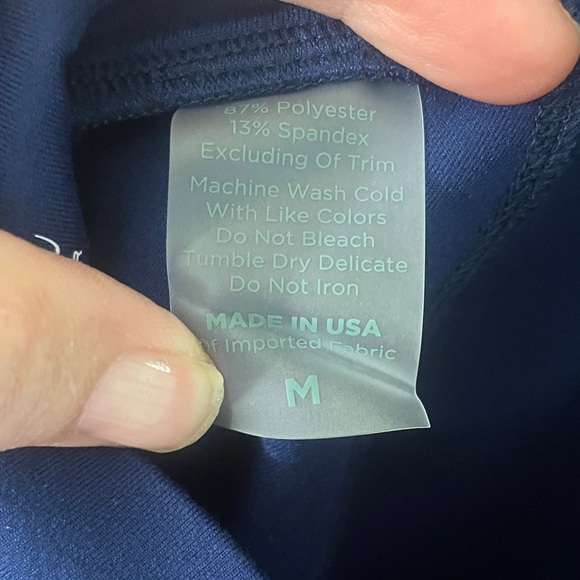 87% Polyester
13% Spandex
Excluding Of Trim
Machine Wash Cold
With Like Colors
Do Not Bleach
Tumble Dry Delicate
Do Not Iron
MADE IN USA
Of Imported Fabric
M